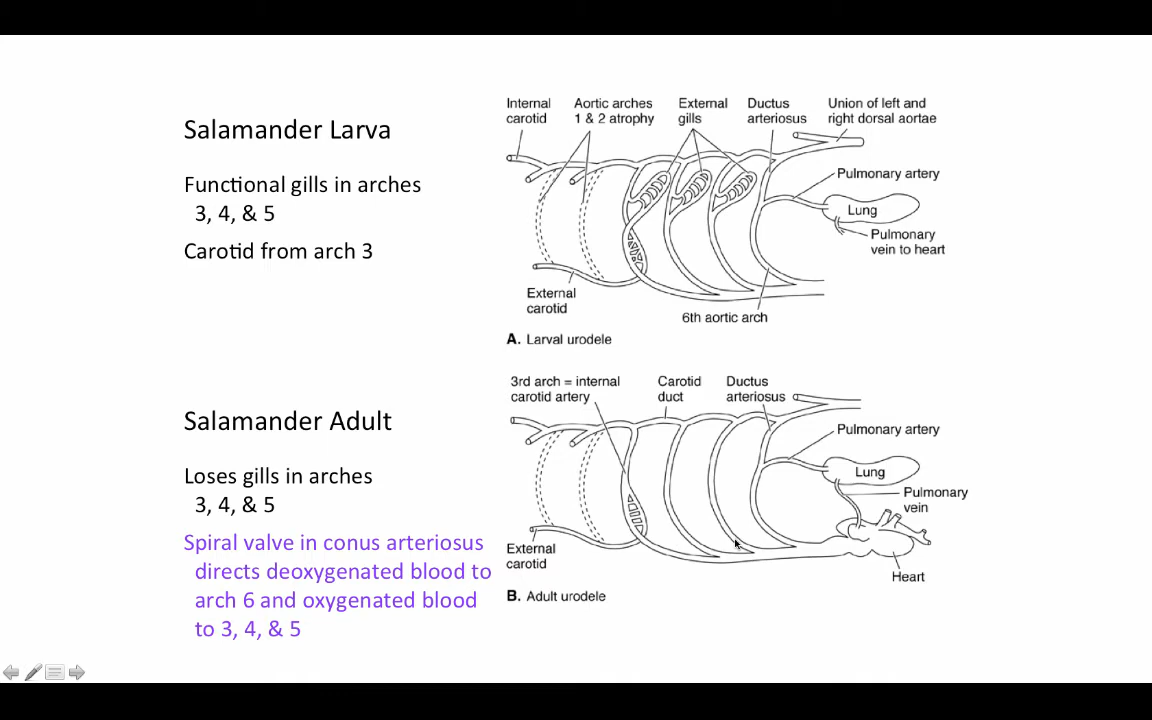 Salamander Larva
Functional gills in arches
3, 4, & 5
Carotid from arch 3
Internal
carotid
Aortic arches
1 & 2 atrophy
External
gills
Ductus
arteriosus
Union of left and
right dorsal aortae
Pulmonary artery
Lung
Pulmonary
vein to heart
External
carotid
6th aortic arch
A. Larval urodele
Salamander Adult
Loses gills in arches
3, 4, & 5
Spiral valve in conus arteriosus
directs deoxygenated blood to
arch 6 and oxygenated blood
to 3, 4, & 5
3rd arch = internal
carotid artery
Carotid
duct
Ductus
arteriosus
Pulmonary artery
Lung
Pulmonary
vein
External
carotid
Heart
B. Adult urodele